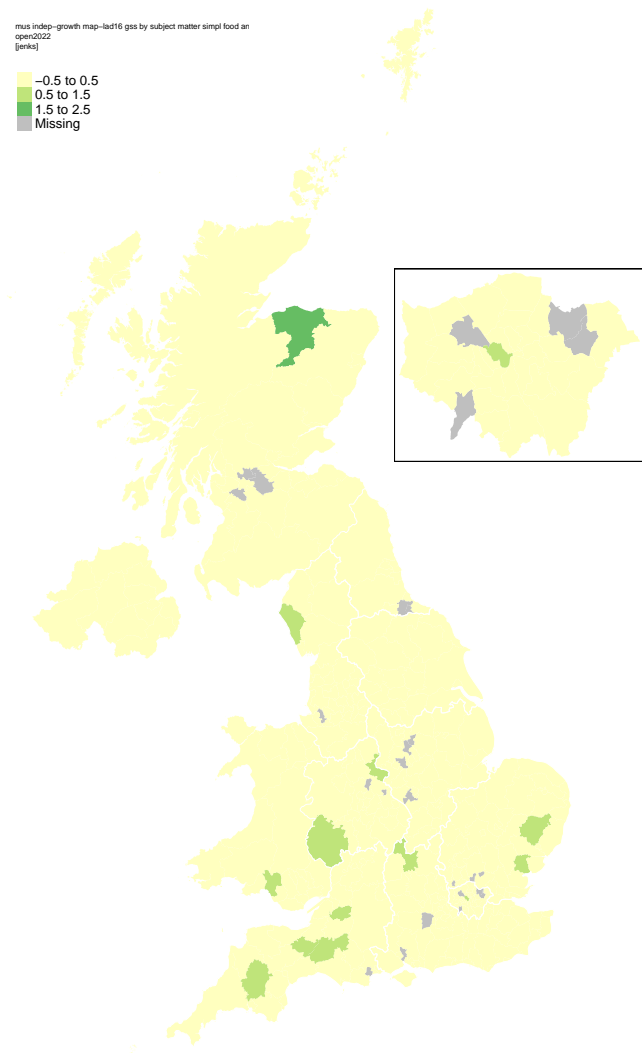 mus indep−growth map−lad16 gss by subject matter simpl food an
open2022
[jenks]
−0.5 to 0.5
0.5 to 1.5
1.5 to 2.5
Missing